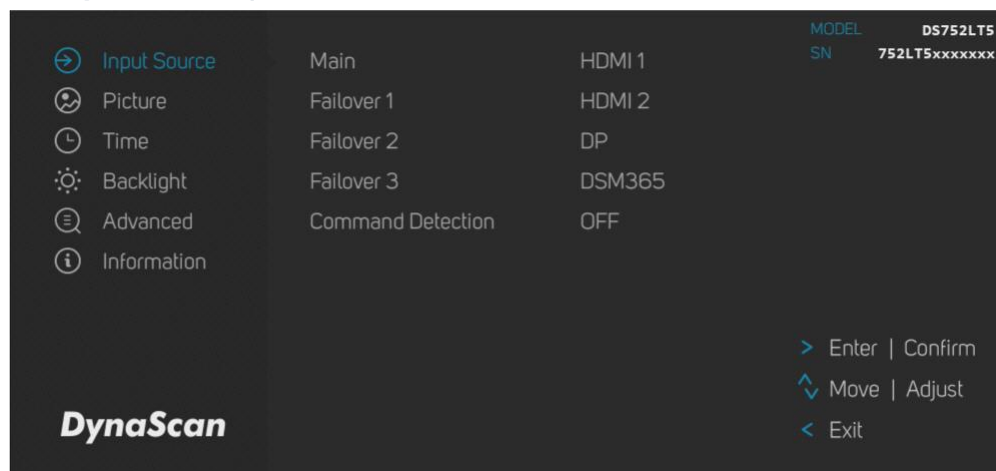 MODEL DS752LT5
SN 752LT5xxxxxxx
Input Source Main HDMI 1
Picture Failover 1 HDMI 2
Time Failover 2 DP
Backlight Failover 3 DSM365
Advanced Command Detection OFF
Information
> Enter | Confirm
Move | Adjust
< Exit
DynaScan